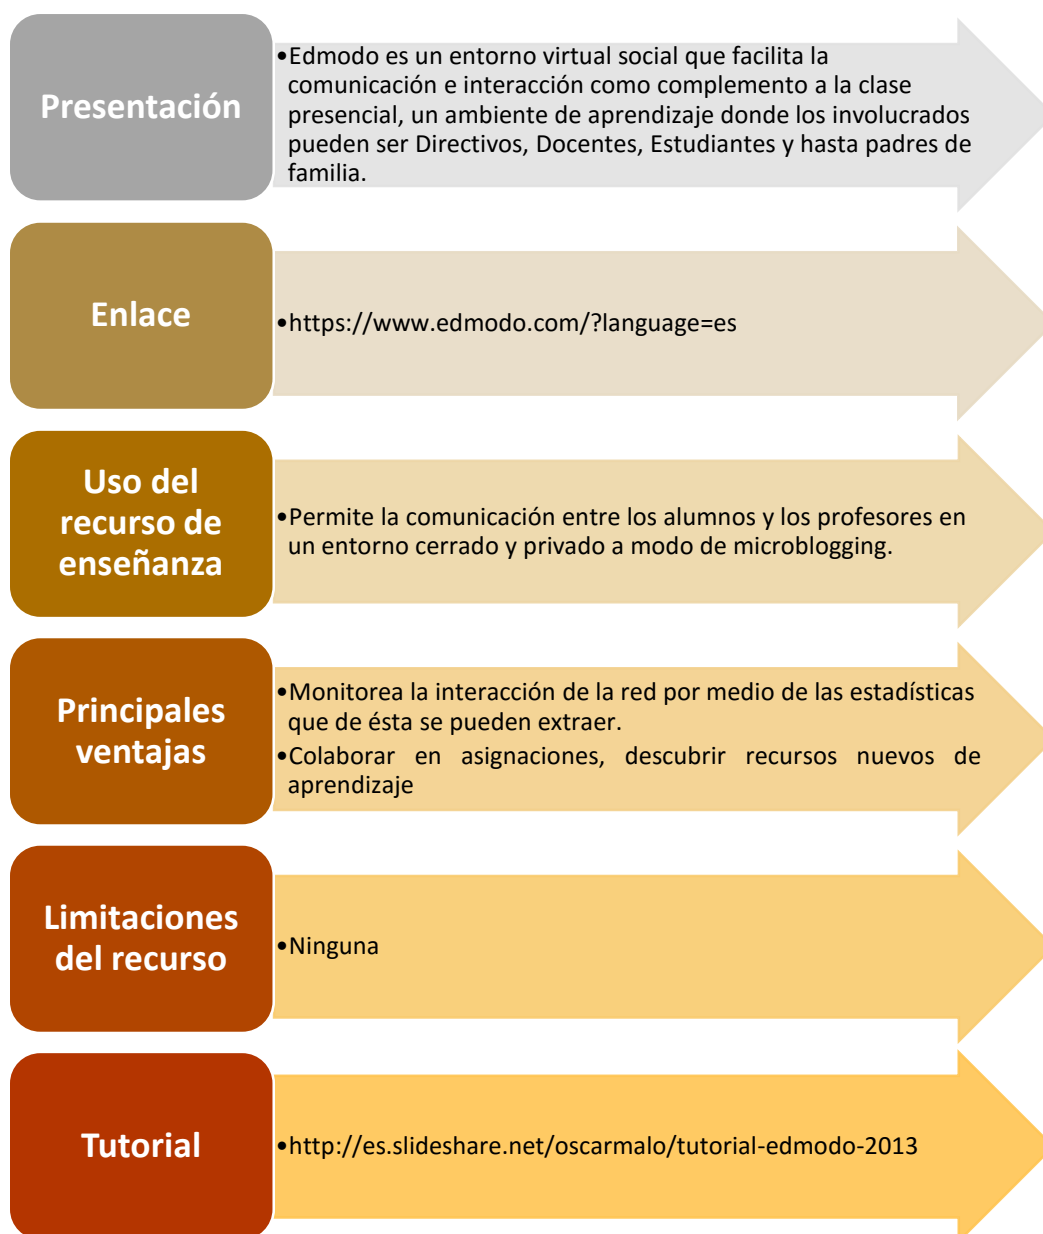 Presentación
•Edmodo es un entorno virtual social que facilita la
comunicación e interacción como complemento a la clase
presencial, un ambiente de aprendizaje donde los involucrados
pueden ser Directivos, Docentes, Estudiantes y hasta padres de
familia.
Enlace
•https://www.edmodo.com/?language=es
Uso del
recurso de
enseñanza
•Permite la comunicación entre los alumnos y los profesores en
un entorno cerrado y privado a modo de microblogging.
Principales
ventajas
•Monitorea la interacción de la red por medio de las estadísticas
que de ésta se pueden extraer.
•Colaborar en asignaciones, descubrir recursos nuevos de
aprendizaje
Limitaciones
del recurso
•Ninguna
Tutorial
•http://es.slideshare.net/oscarmalo/tutorial-edmodo-2013